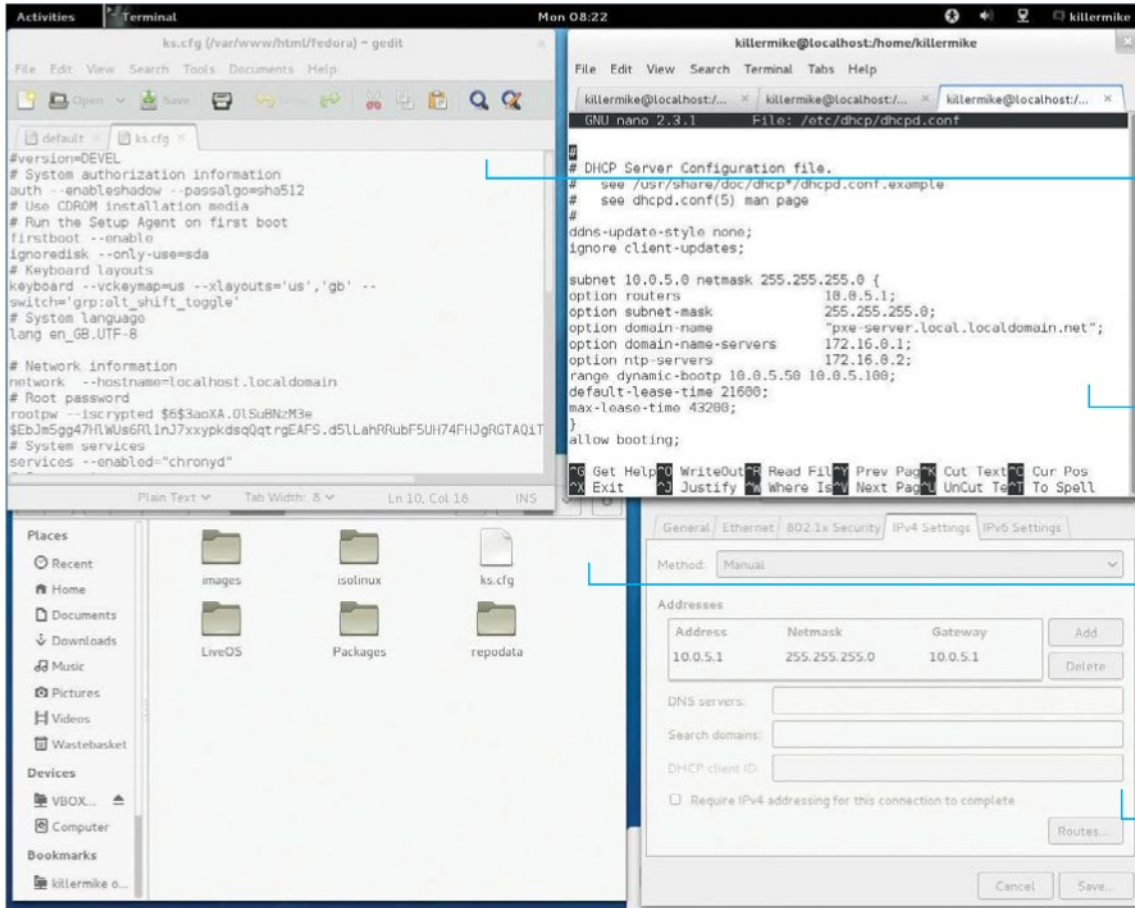 Activities Terminal Mon 08:22 killermike
ks.cfg (/var/www/html/fedora) - gedit
File Edit View Search Tools Documents Help
Open Save
default ks.cfg
#version=DEVEL
# System authorization information
auth --enableshadow --passalgo=sha512
# Use CDROM installation media
# Run the Setup Agent on first boot
firstboot --enable
ignoredisk --only-use=sda
# Keyboard layouts
keyboard --vckeymap=us --xlayouts='us','gb' --
switch='grp:alt_shift_toggle'
# System language
lang en_GB.UTF-8
# Network information
network --hostname=localhost.localdomain
# Root password
rootpw --iscrypted
# System services
services --enabled="chronyd"
Plain Text Tab Width: 8 Ln 10, Col 18 INS
killermike@localhost:/home/killermike
File Edit View Search Terminal Tabs Help
killermike@localhost:/... killermike@localhost:/... killermike@localhost:/...
GNU nano 2.3.1 File: /etc/dhcp/dhcpd.conf
#
# DHCP Server Configuration file.
# see /usr/share/doc/dhcp*/dhcpd.conf.example
# see dhcpd.conf(5) man page
#
ddns-update-style none;
ignore client-updates;
subnet 10.0.5.0 netmask 255.255.255.0 {
option routers 10.0.5.1;
option subnet-mask 255.255.255.0;
option domain-name "pxe-server.local.localdomain.net";
option domain-name-servers 172.16.0.1;
option ntp-servers 172.16.0.2;
range dynamic-bootp 10.0.5.50 10.0.5.100;
default-lease-time 21600;
max-lease-time 43200;
}
allow booting;
^G Get Help ^O WriteOut ^R Read Fil ^Y Prev Pag ^K Cut Text ^C Cur Pos
^X Exit ^J Justify ^W Where Is ^V Next Pag ^U UnCut Te ^T To Spell
Places
Recent
Home
Documents
Downloads
Music
Pictures
Videos
Wastebasket
Devices
VBOX...
Computer
Bookmarks
killermike o...
images isolinux ks.cfg
LiveOS Packages repodata
General Ethernet 802.1x Security IPv4 Settings IPv6 Settings
Method: Manual
Addresses
Address Netmask Gateway Add
10.0.5.1 255.255.255.0 10.0.5.1 Delete
DNS servers:
Search domains:
DHCP client ID:
Require IPv4 addressing for this connection to complete
Routes...
Cancel Save...